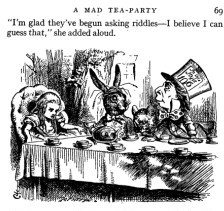 A MAD TEA-PARTY 69
"I'm glad they've begun asking riddles—I believe I can
guess that," she added aloud.